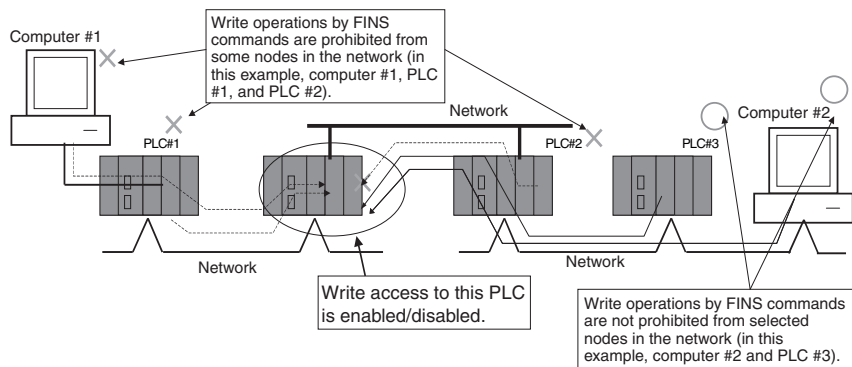 Computer #1
Write operations by FINS
commands are prohibited from
some nodes in the network (in
this example, computer #1, PLC
#1, and PLC #2).
Network
Computer #2
PLC#1
PLC#2
PLC#3
Network
Network
Write access to this PLC
is enabled/disabled.
Write operations by FINS commands
are not prohibited from selected
nodes in the network (in this
example, computer #2 and PLC #3).